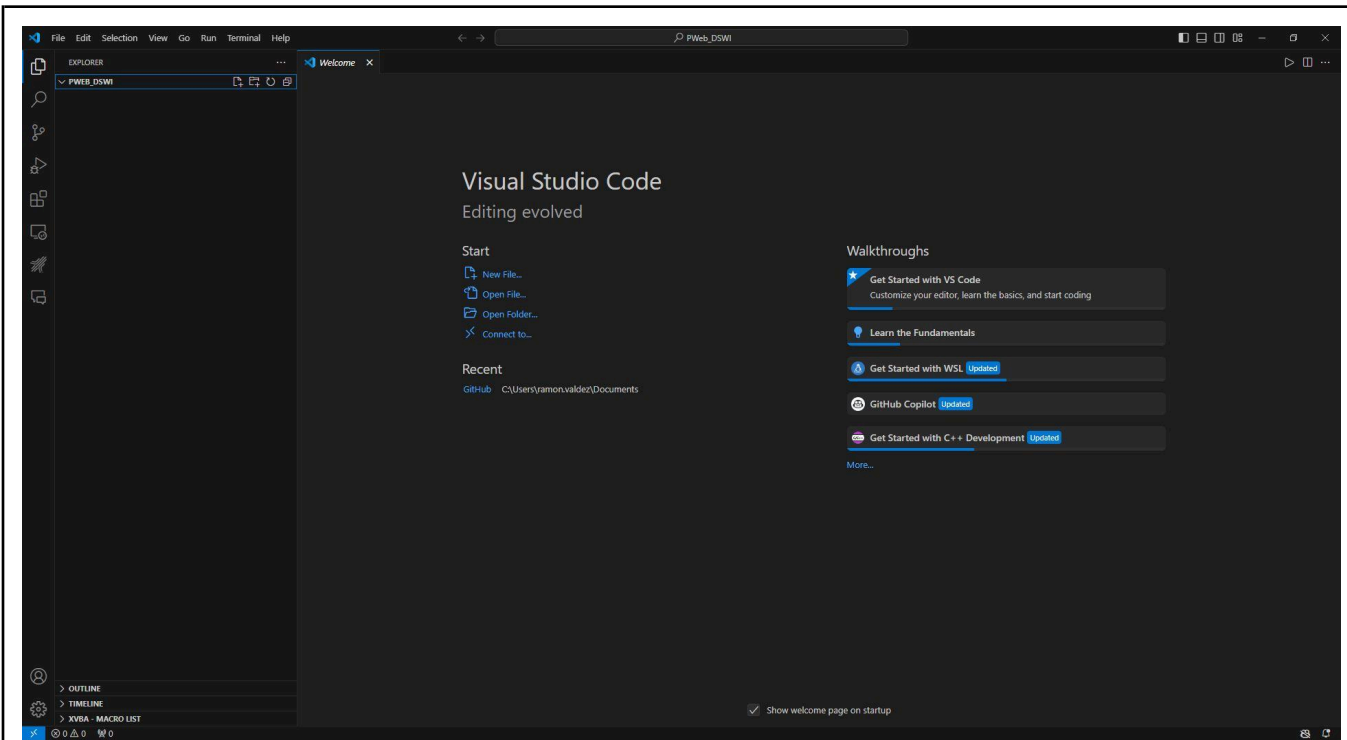 File Edit Selection View Go Run Terminal Help
PWeb_DSWI
EXPLORER
Welcome
PWEB_DSWI
Visual Studio Code
Editing evolved
Start
New File...
Open File...
Open Folder...
Connect to...
Recent
GitHub C:\Users\ramon.valdez\Documents
Walkthroughs
Get Started with VS Code
Customize your editor, learn the basics, and start coding
Learn the Fundamentals
Get Started with WSL Updated
GitHub Copilot Updated
Get Started with C++ Development Updated
More...
OUTLINE
TIMELINE
XVBA - MACRO LIST
Show welcome page on startup
0 0 0